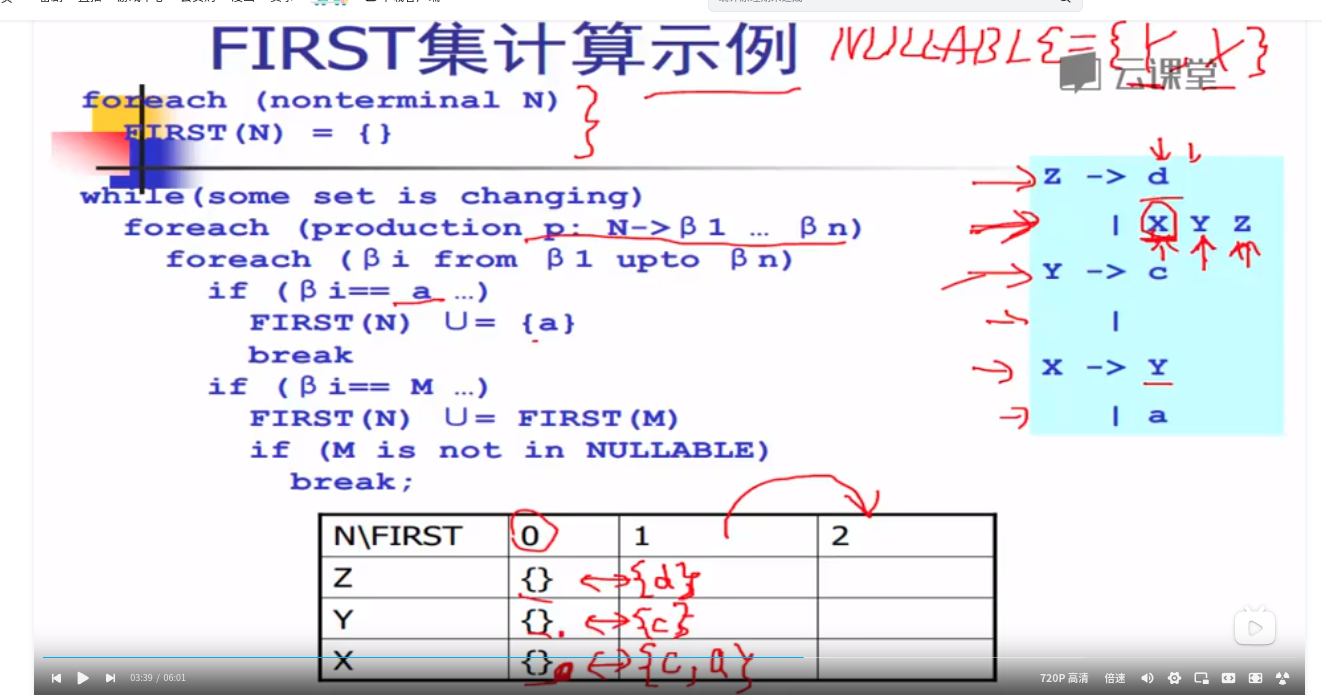 FIRST集计算示例 NULLABLE={Y,X}
云课堂
foreach (nonterminal N)
FIRST(N) = {}
while(some set is changing)
foreach (production p: N->β1 … βn)
foreach (βi from β1 upto βn)
if (βi== a …)
FIRST(N) ∪= {a}
break
if (βi== M …)
FIRST(N) ∪= FIRST(M)
if (M is not in NULLABLE)
break;
Z -> d
| X Y Z
Y -> c
|
X -> Y
| a
N\FIRST 0 1 2
Z {} {d}
Y {} {c}
X {} {c,a}
03:39 / 06:01
720P 高清 倍速